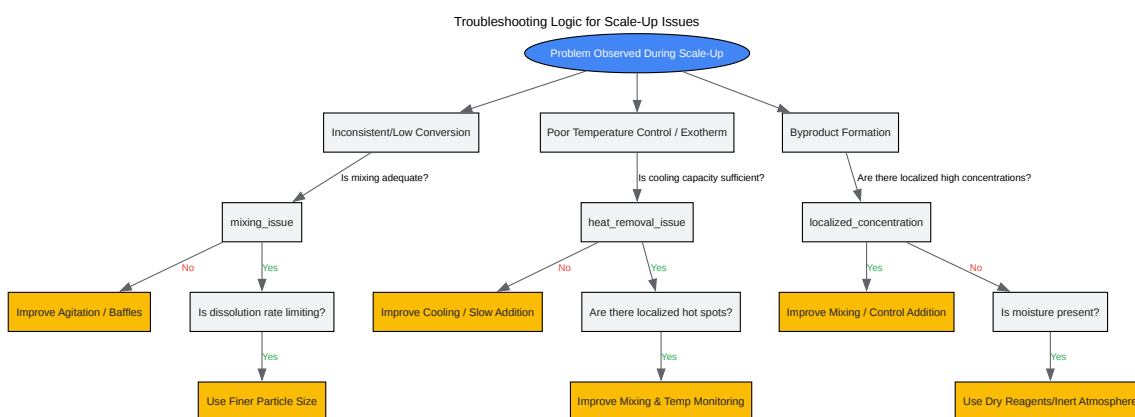 Troubleshooting Logic for Scale-Up Issues
Problem Observed During Scale-Up
Inconsistent/Low Conversion
Poor Temperature Control / Exotherm
Byproduct Formation
Is mixing adequate?
Is cooling capacity sufficient?
Are there localized high concentrations?
mixing_issue
heat_removal_issue
localized_concentration
No
Yes
No
Yes
Yes
No
Improve Agitation / Baffles
Is dissolution rate limiting?
Improve Cooling / Slow Addition
Are there localized hot spots?
Improve Mixing / Control Addition
Is moisture present?
Yes
Yes
Yes
Use Finer Particle Size
Improve Mixing & Temp Monitoring
Use Dry Reagents/Inert Atmosphere